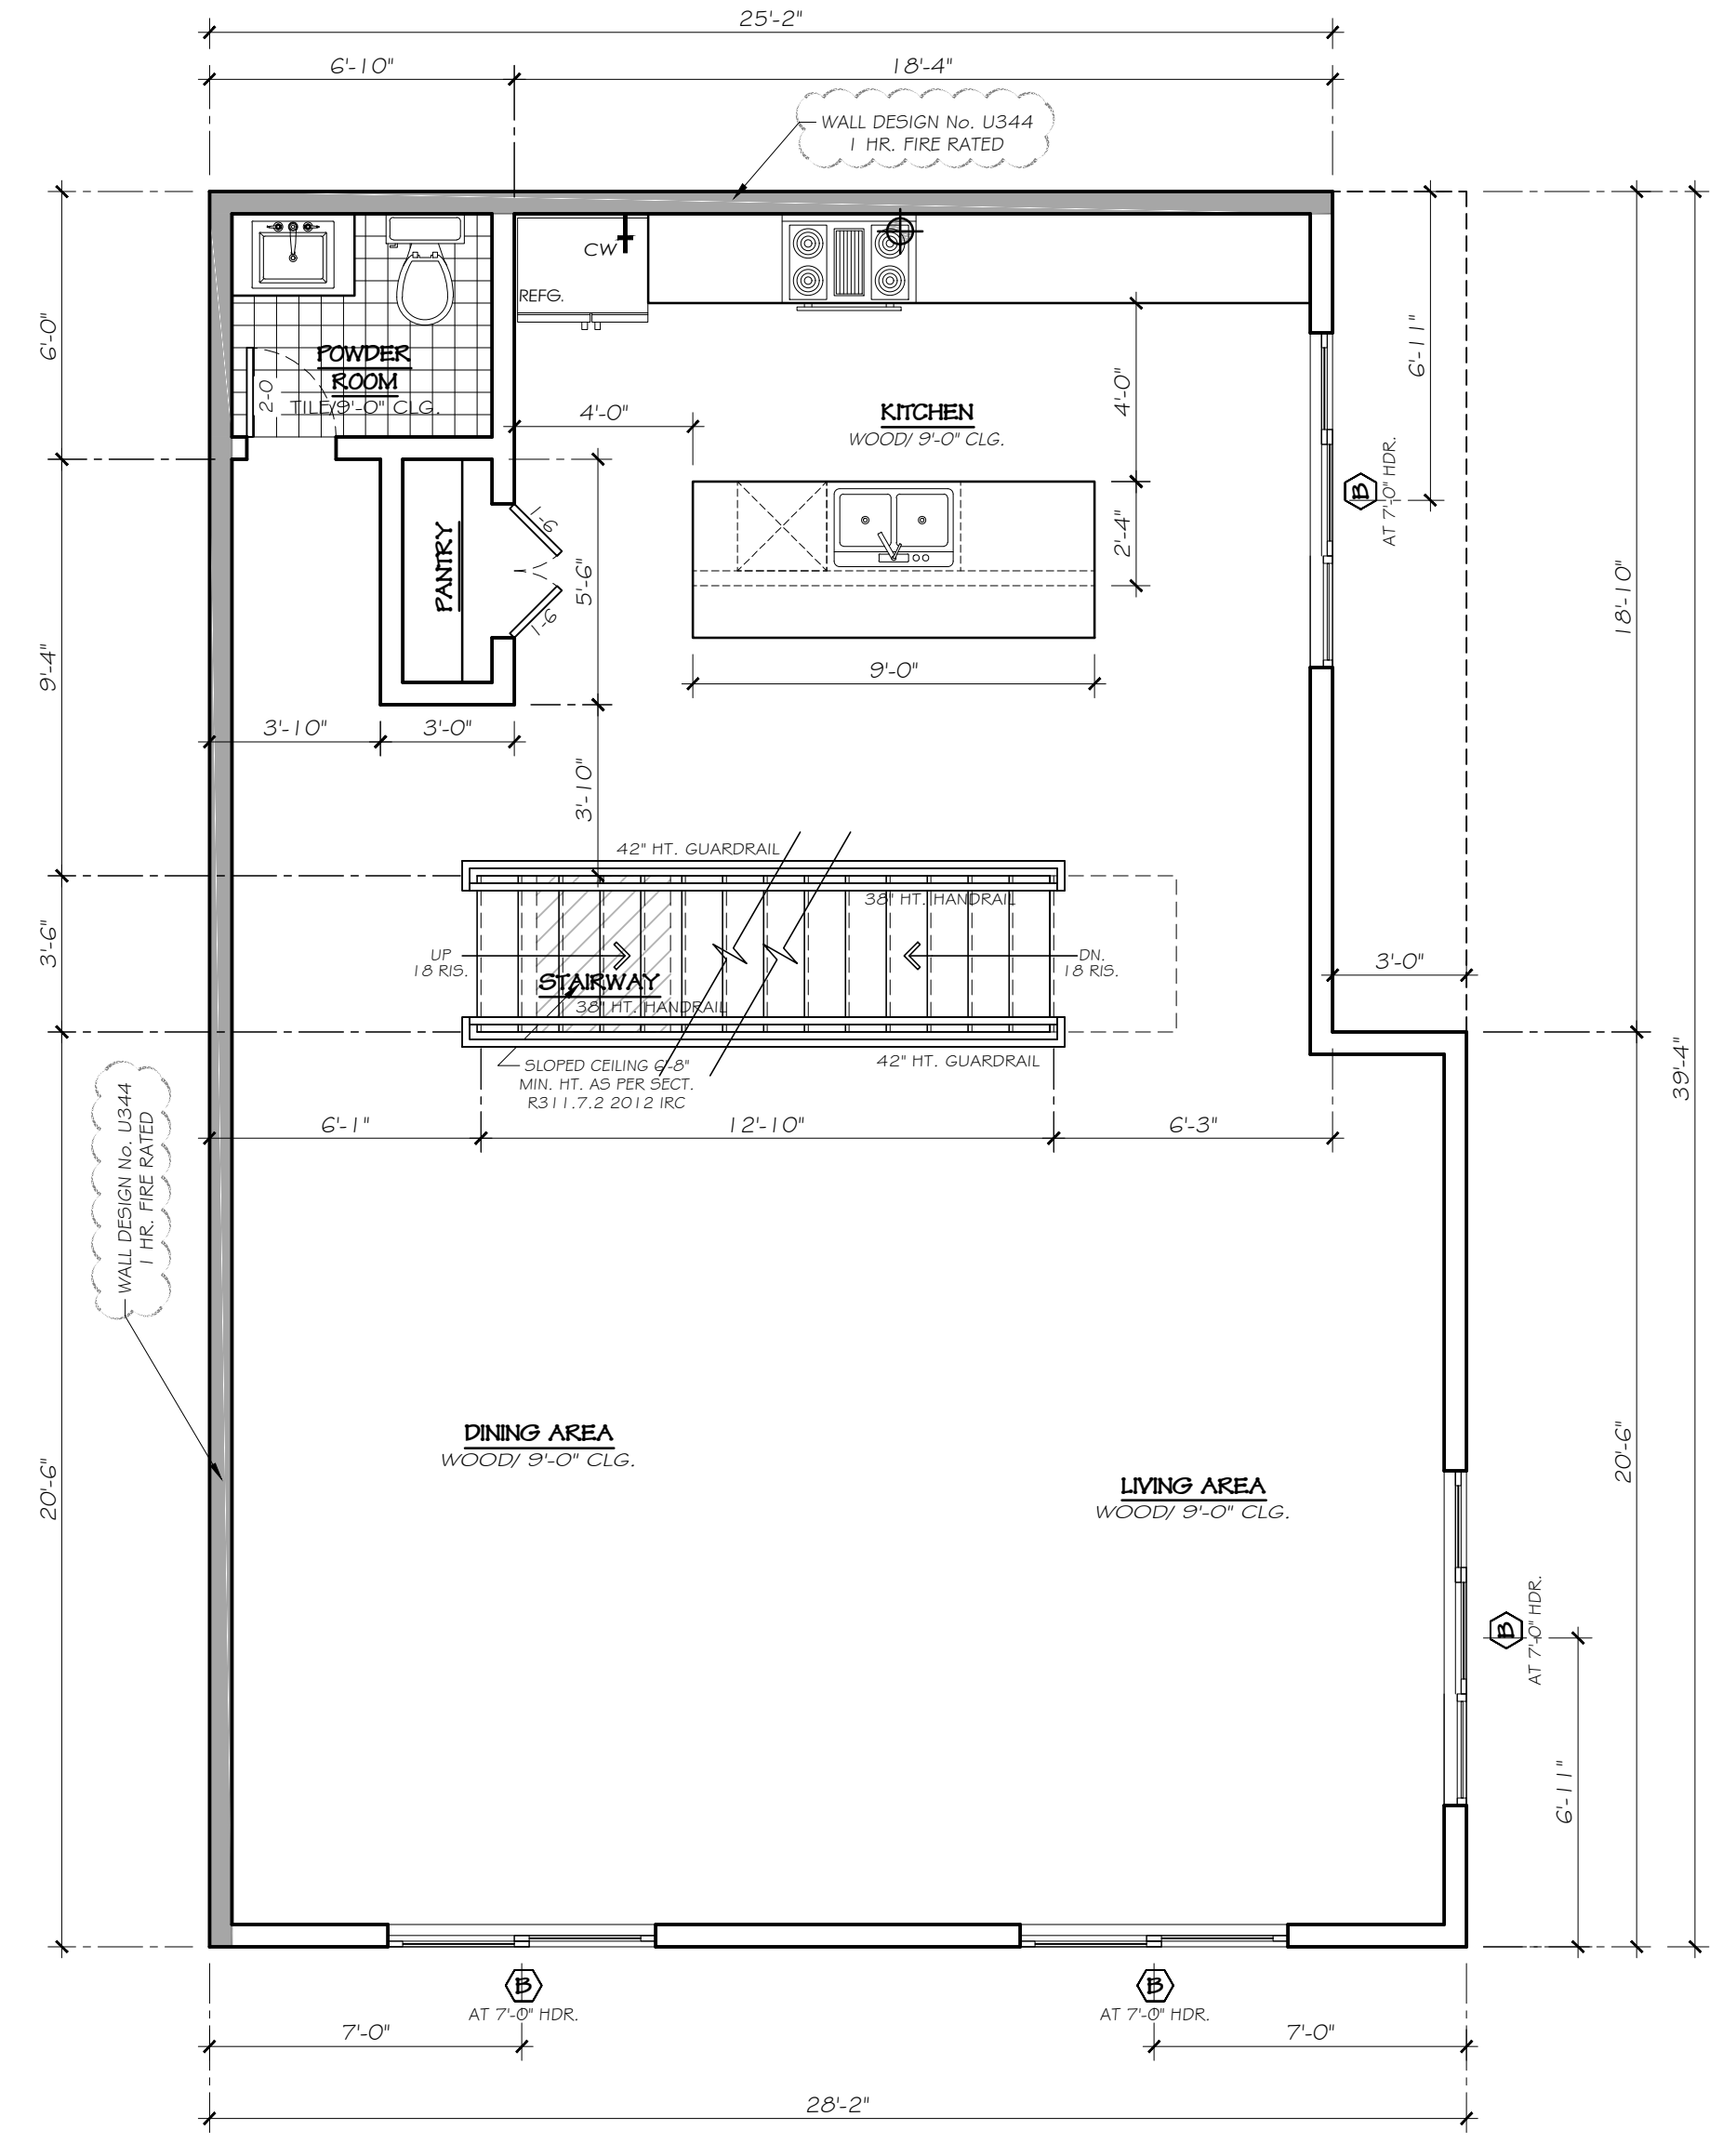 25'-2"
6'-10"
18'-4"
WALL DESIGN No. U344
1 HR. FIRE RATED
CW
REFG.
POWDER
ROOM
TILE/9'-0" CLG.
2-0
6'-0"
4'-0"
KITCHEN
WOOD/ 9'-0" CLG.
4'-0"
6'-11"
B
AT 7'-0" HDR.
PANTRY
1-6
1-6
5'-6"
2'-4"
9'-0"
18'-10"
9'-4"
3'-10"
3'-0"
3'-10"
42" HT. GUARDRAIL
38" HT. HANDRAIL
UP
18 RIS.
DN.
18 RIS.
STAIRWAY
38" HT. HANDRAIL
3'-6"
3'-0"
39'-4"
SLOPED CEILING 6'-8"
MIN. HT. AS PER SECT.
R311.7.2 2012 IRC
42" HT. GUARDRAIL
6'-1"
12'-10"
6'-3"
WALL DESIGN No. U344
1 HR. FIRE RATED
DINING AREA
WOOD/ 9'-0" CLG.
LIVING AREA
WOOD/ 9'-0" CLG.
20'-6"
20'-6"
B
AT 7'-0" HDR.
6'-11"
B
AT 7'-0" HDR.
B
AT 7'-0" HDR.
7'-0"
7'-0"
28'-2"